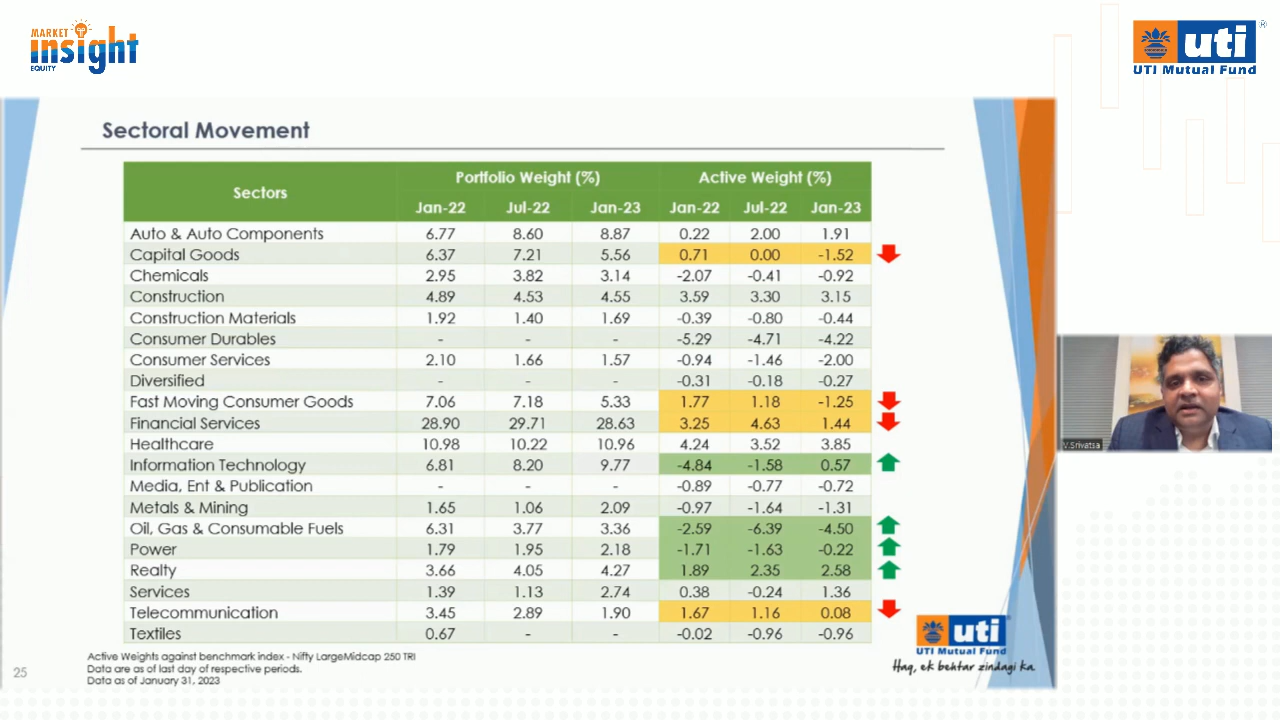 MARKET
insight
EQUITY
uti ®
UTI Mutual Fund
Sectoral Movement
Sectors Portfolio Weight (%) Active Weight (%)
Jan-22 Jul-22 Jan-23 Jan-22 Jul-22 Jan-23
Auto & Auto Components 6.77 8.60 8.87 0.22 2.00 1.91
Capital Goods 6.37 7.21 5.56 0.71 0.00 -1.52
Chemicals 2.95 3.82 3.14 -2.07 -0.41 -0.92
Construction 4.89 4.53 4.55 3.59 3.30 3.15
Construction Materials 1.92 1.40 1.69 -0.39 -0.80 -0.44
Consumer Durables - - - -5.29 -4.71 -4.22
Consumer Services 2.10 1.66 1.57 -0.94 -1.46 -2.00
Diversified - - - -0.31 -0.18 -0.27
Fast Moving Consumer Goods 7.06 7.18 5.33 1.77 1.18 -1.25
Financial Services 28.90 29.71 28.63 3.25 4.63 1.44
Healthcare 10.98 10.22 10.96 4.24 3.52 3.85
Information Technology 6.81 8.20 9.77 -4.84 -1.58 0.57
Media, Ent & Publication - - - -0.89 -0.77 -0.72
Metals & Mining 1.65 1.06 2.09 -0.97 -1.64 -1.31
Oil, Gas & Consumable Fuels 6.31 3.77 3.36 -2.59 -6.39 -4.50
Power 1.79 1.95 2.18 -1.71 -1.63 -0.22
Realty 3.66 4.05 4.27 1.89 2.35 2.58
Services 1.39 1.13 2.74 0.38 -0.24 1.36
Telecommunication 3.45 2.89 1.90 1.67 1.16 0.08
Textiles 0.67 - - -0.02 -0.96 -0.96
Active Weights against benchmark index - Nifty LargeMidcap 250 TRI
Data are as of last day of respective periods.
Data as of January 31, 2023
25
uti
UTI Mutual Fund
Haq, ek behtar zindagi ka.
V.Srivatsa